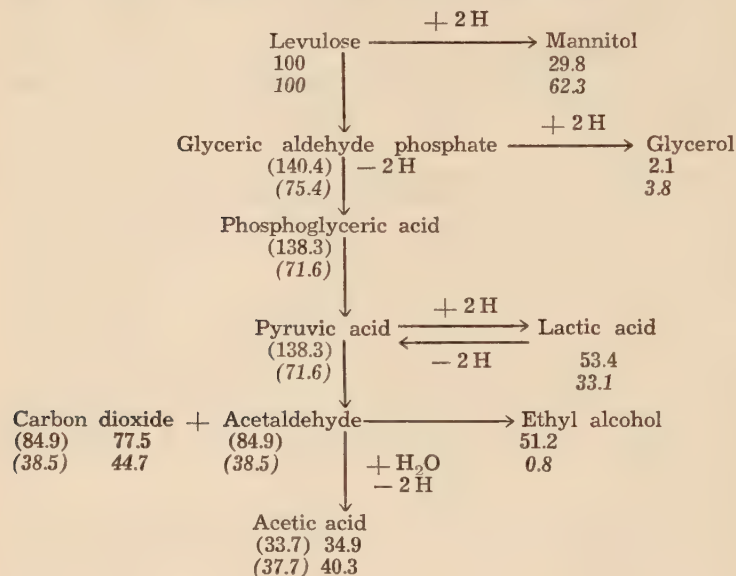 + 2 H
Levulose Mannitol
100 29.8
100 62.3
+ 2 H
Glyceric aldehyde phosphate Glycerol
(140.4) − 2 H 2.1
(75.4) 3.8
Phosphoglyceric acid
(138.3)
(71.6)
+ 2 H
Pyruvic acid Lactic acid
(138.3) − 2 H 53.4
(71.6) 33.1
Carbon dioxide + Acetaldehyde Ethyl alcohol
(84.9) 77.5 (84.9) 51.2
(38.5) 44.7 (38.5) + H₂O 0.8
− 2 H
Acetic acid
(33.7) 34.9
(37.7) 40.3